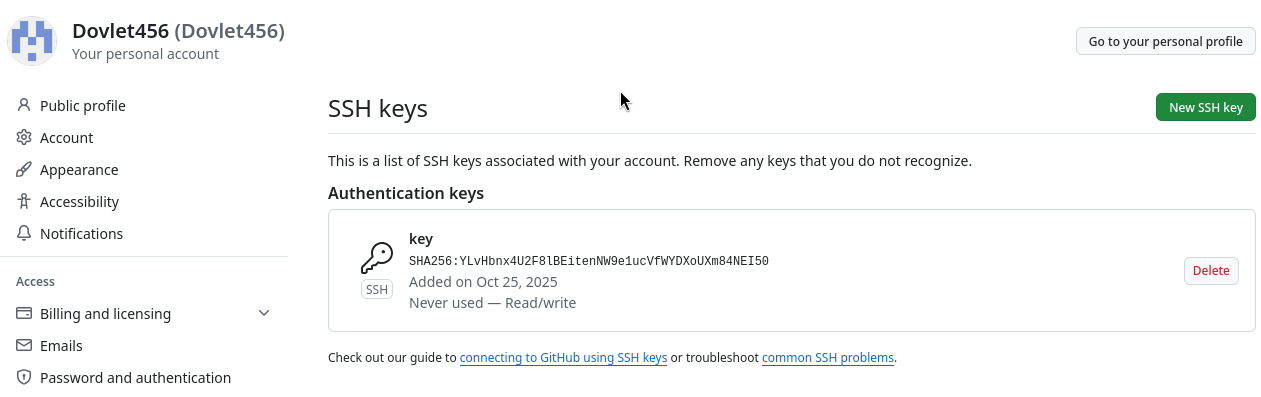 Dovlet456 (Dovlet456)
Your personal account
Go to your personal profile
Public profile
Account
Appearance
Accessibility
Notifications
Access
Billing and licensing
Emails
Password and authentication
SSH keys
New SSH key
This is a list of SSH keys associated with your account. Remove any keys that you do not recognize.
Authentication keys
key
SHA256:YLvHbnx4U2F8lBEitenNW9e1ucVfWYDXoUXm84NEI50
Added on Oct 25, 2025
Never used — Read/write
SSH
Delete
Check out our guide to connecting to GitHub using SSH keys or troubleshoot common SSH problems.